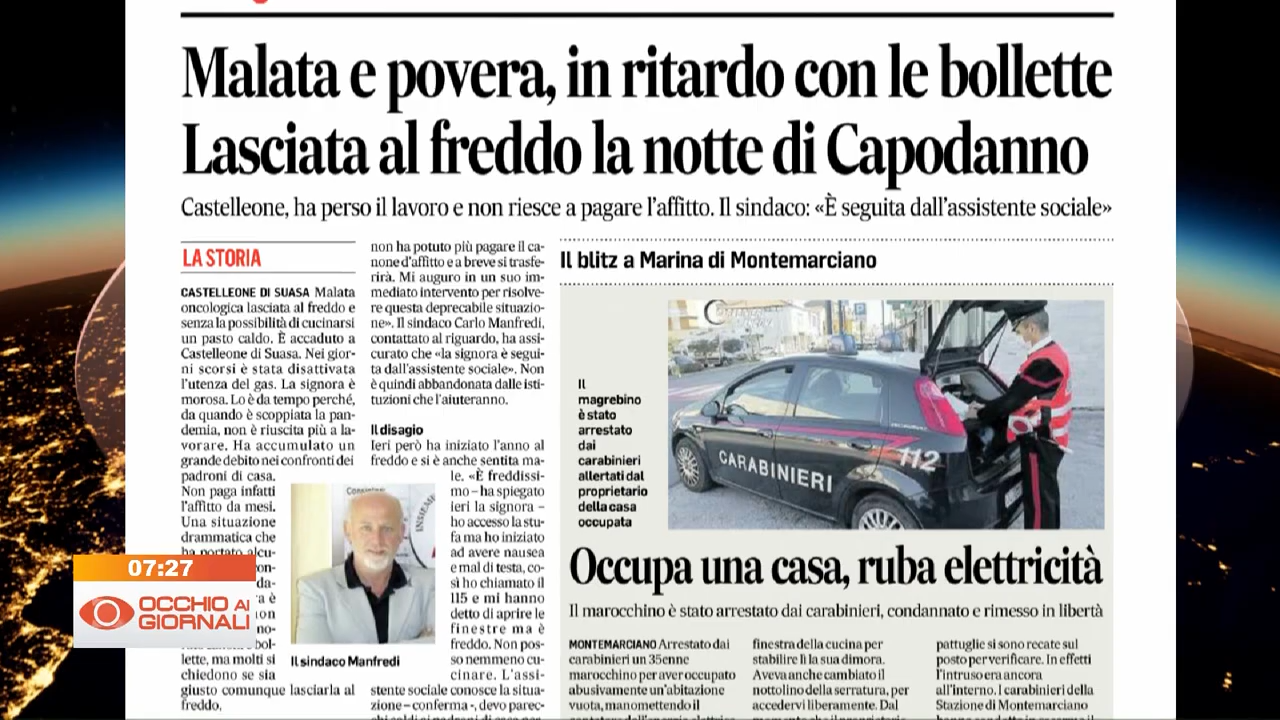 Malata e povera, in ritardo con le bollette
Lasciata al freddo la notte di Capodanno
Castelleone, ha perso il lavoro e non riesce a pagare l'affitto. Il sindaco: «È seguita dall'assistente sociale»
LA STORIA
CASTELLEONE DI SUASA Malata
oncologica lasciata al freddo e
senza la possibilità di cucinarsi
un pasto caldo. È accaduto a
Castelleone di Suasa. Nei gior-
ni scorsi è stata disattivata
l'utenza del gas. La signora è
morosa. Lo è da tempo perché,
da quando è scoppiata la pan-
demia, non è riuscita più a la-
vorare. Ha accumulato un
grande debito nei confronti dei
padroni di casa.
Non paga infatti
l'affitto da mesi.
Una situazione
drammatica che
ha portato alcu-
lette, ma molti si
chiedono se sia
giusto comunque lasciarla al
freddo,
non ha potuto più pagare il ca-
none d'affitto e a breve si trasfe-
rirà. Mi auguro in un suo im-
mediato intervento per risolve-
re questa deprecabile situazio-
ne». Il sindaco Carlo Manfredi,
contattato al riguardo, ha assi-
curato che «la signora è segui-
ta dall'assistente sociale». Non
è quindi abbandonata dalle isti-
tuzioni che l'aiuteranno.
Il disagio
Ieri però ha iniziato l'anno al
freddo e si è anche sentita ma-
le. «È freddissi-
mo – ha spiegato
ieri la signora –
ho acceso la stu-
fa ma ho iniziato
ad avere nausea
e mal di testa, co-
sì ho chiamato il
115 e mi hanno
detto di aprire le
finestre ma è
freddo. Non pos-
so nemmeno cu-
cinare. L'assi-
stente sociale conosce la situa-
zione – conferma -, devo parec-
Il sindaco Manfredi
Il blitz a Marina di Montemarciano
Il
magrebino
è stato
arrestato
dai
carabinieri
allertati dal
proprietario
della casa
occupata
CARABINIERI
112
Occupa una casa, ruba elettricità
Il marocchino è stato arrestato dai carabinieri, condannato e rimesso in libertà
MONTEMARCIANO Arrestato dai
carabinieri un 35enne
marocchino per aver occupato
abusivamente un'abitazione
vuota, manomettendo il
finestra della cucina per
stabilire lì la sua dimora.
Aveva anche cambiato il
nottolino della serratura, per
accedervi liberamente. Dal
pattuglie si sono recate sul
posto per verificare. In effetti
l'intruso era ancora
all'interno. I carabinieri della
Stazione di Montemarciano
07:27
OCCHIO AI
GIORNALI